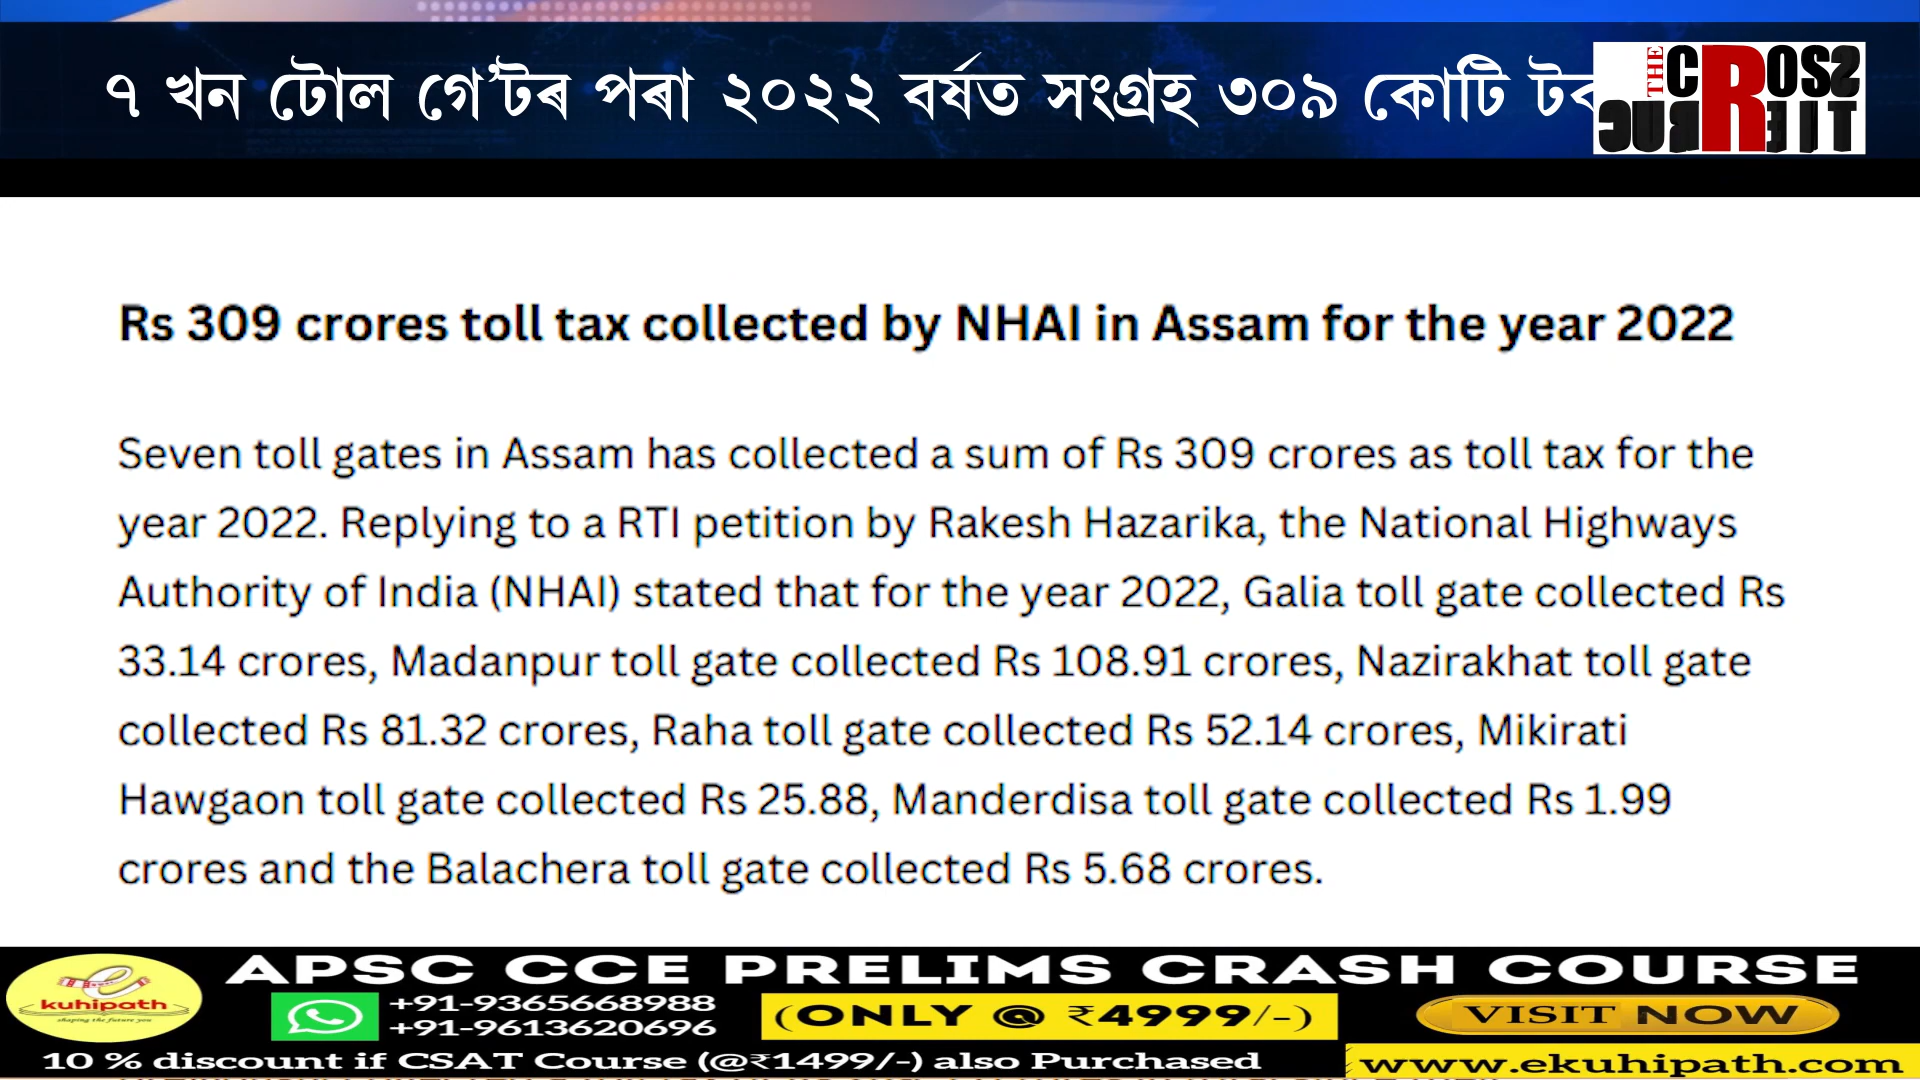 ৭ খন টোল গে'টৰ পৰা ২০২২ বৰ্ষত সংগ্ৰহ ৩০৯ কোটি
THE CROSS
CURRENT
Rs 309 crores toll tax collected by NHAI in Assam for the year 2022
Seven toll gates in Assam has collected a sum of Rs 309 crores as toll tax for the
year 2022. Replying to a RTI petition by Rakesh Hazarika, the National Highways
Authority of India (NHAI) stated that for the year 2022, Galia toll gate collected Rs
33.14 crores, Madanpur toll gate collected Rs 108.91 crores, Nazirakhat toll gate
collected Rs 81.32 crores, Raha toll gate collected Rs 52.14 crores, Mikirati
Hawgaon toll gate collected Rs 25.88, Manderdisa toll gate collected Rs 1.99
crores and the Balachera toll gate collected Rs 5.68 crores.
APSC CCE PRELIMS CRASH COURSE
kuhipath
shaping the future you
+91-9365668988
+91-9613620696
(ONLY @ ₹4999/-)
VISIT NOW
10 % discount if CSAT Course (@₹1499/-) also Purchased
www.ekuhipath.com